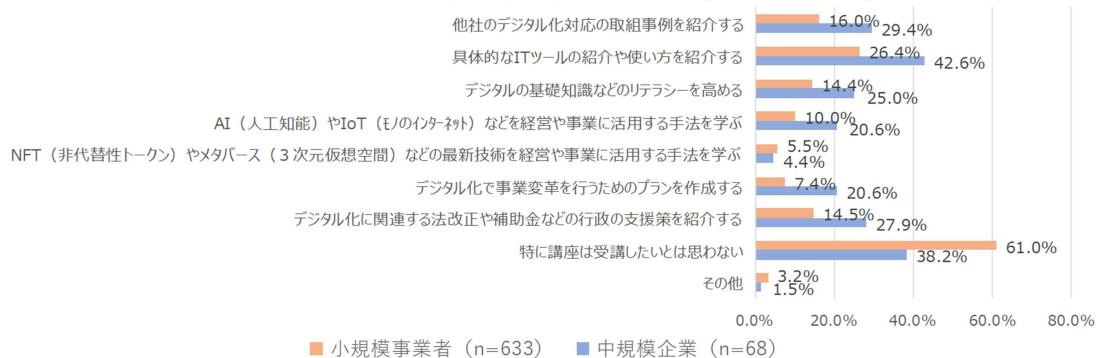 他社のデジタル化対応の取組事例を紹介する
16.0%
29.4%
具体的なITツールの紹介や使い方を紹介する
26.4%
42.6%
デジタルの基礎知識などのリテラシーを高める
14.4%
25.0%
AI（人工知能）やIoT（モノのインターネット）などを経営や事業に活用する手法を学ぶ
10.0%
20.6%
NFT（非代替性トークン）やメタバース（３次元仮想空間）などの最新技術を経営や事業に活用する手法を学ぶ
5.5%
4.4%
デジタル化で事業変革を行うためのプランを作成する
7.4%
20.6%
デジタル化に関連する法改正や補助金などの行政の支援策を紹介する
14.5%
27.9%
特に講座は受講したいとは思わない
61.0%
38.2%
その他
3.2%
1.5%
0.0% 20.0% 40.0% 60.0% 80.0%
小規模事業者（n=633） 中規模企業（n=68）